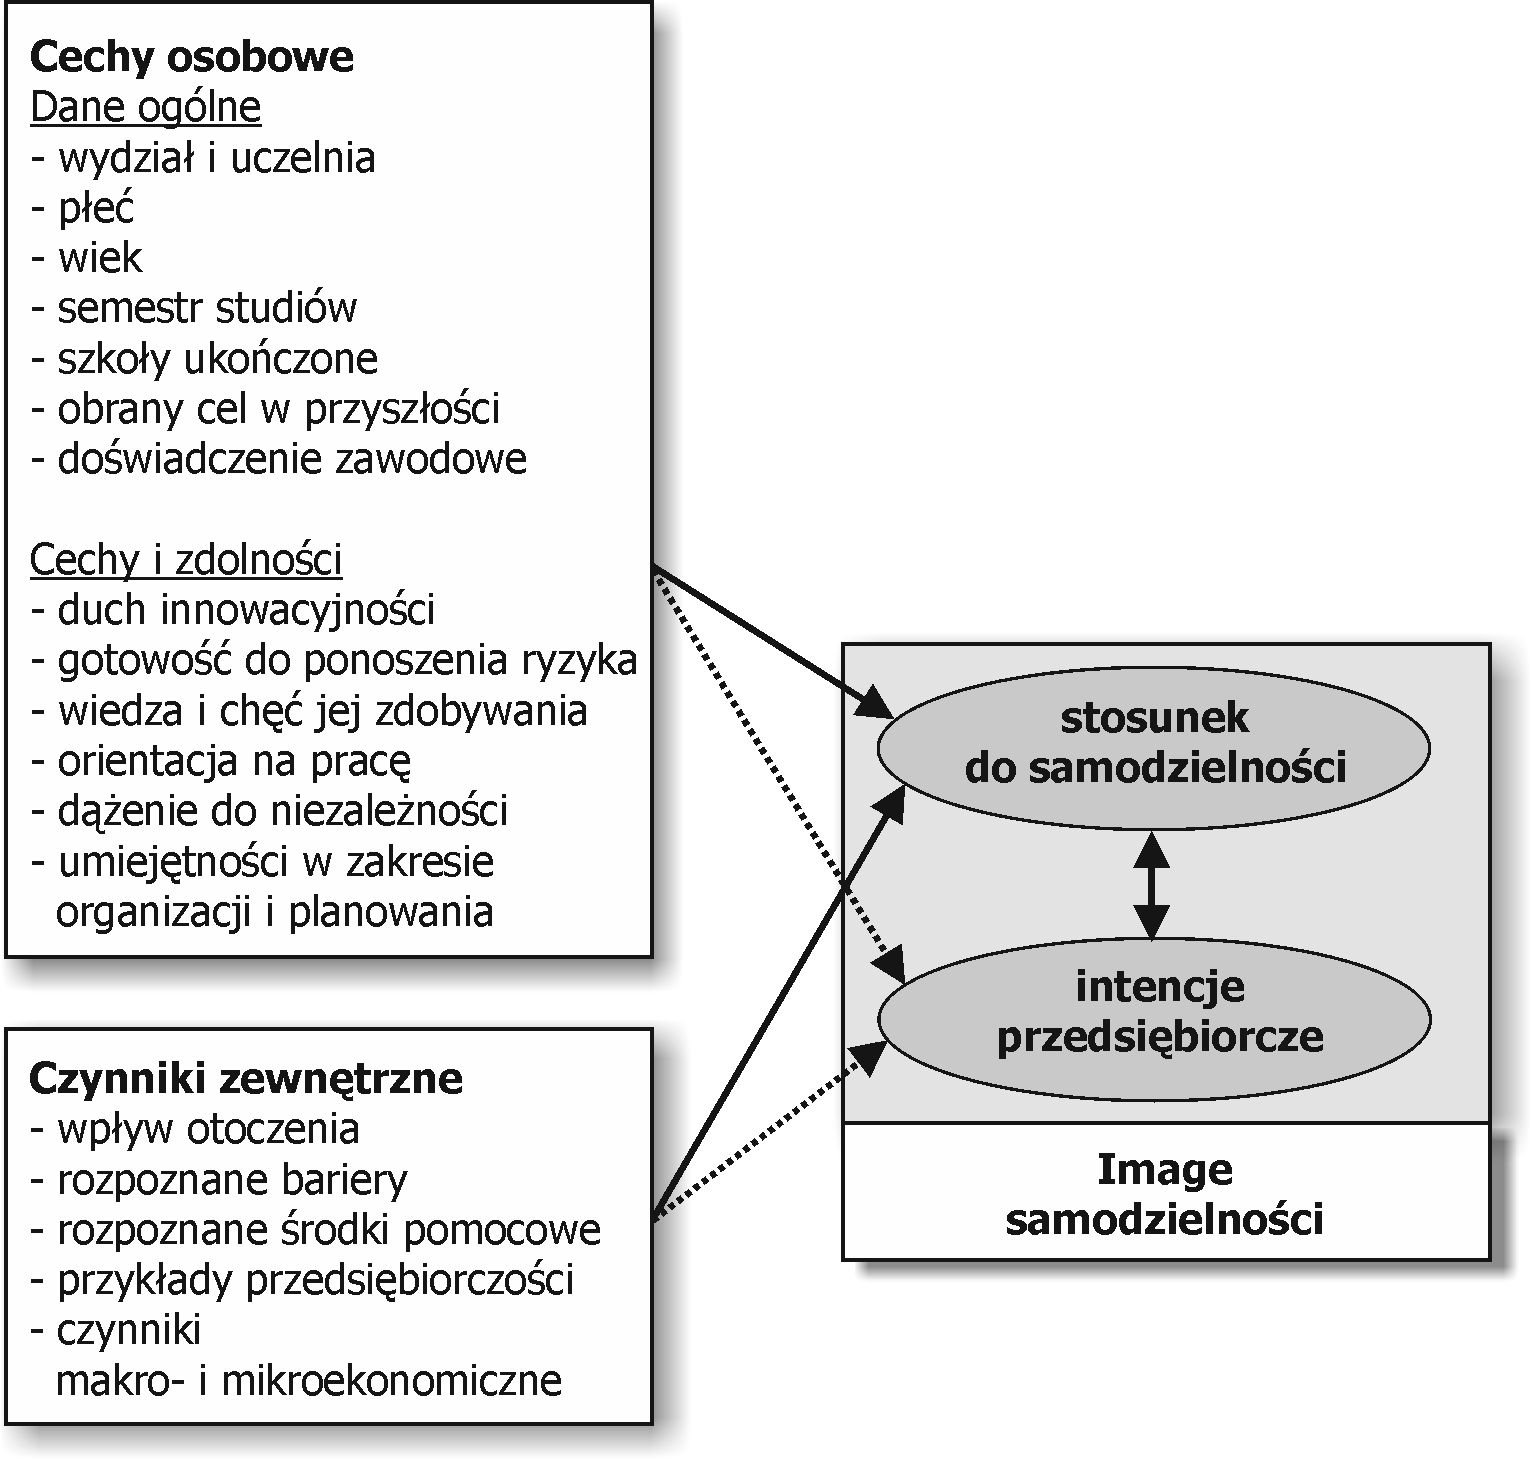 Cechy osobowe
Dane ogólne
- wydział i uczelnia
- płeć
- wiek
- semestr studiów
- szkoły ukończone
- obrany cel w przyszłości
- doświadczenie zawodowe
Cechy i zdolności
- duch innowacyjności
- gotowość do ponoszenia ryzyka
- wiedza i chęć jej zdobywania
- orientacja na pracę
- dążenie do niezależności
- umiejętności w zakresie
organizacji i planowania
Czynniki zewnętrzne
- wpływ otoczenia
- rozpoznane bariery
- rozpoznane środki pomocowe
- przykłady przedsiębiorczości
- czynniki
makro- i mikroekonomiczne
stosunek
do samodzielności
intencje
przedsiębiorcze
Image
samodzielności